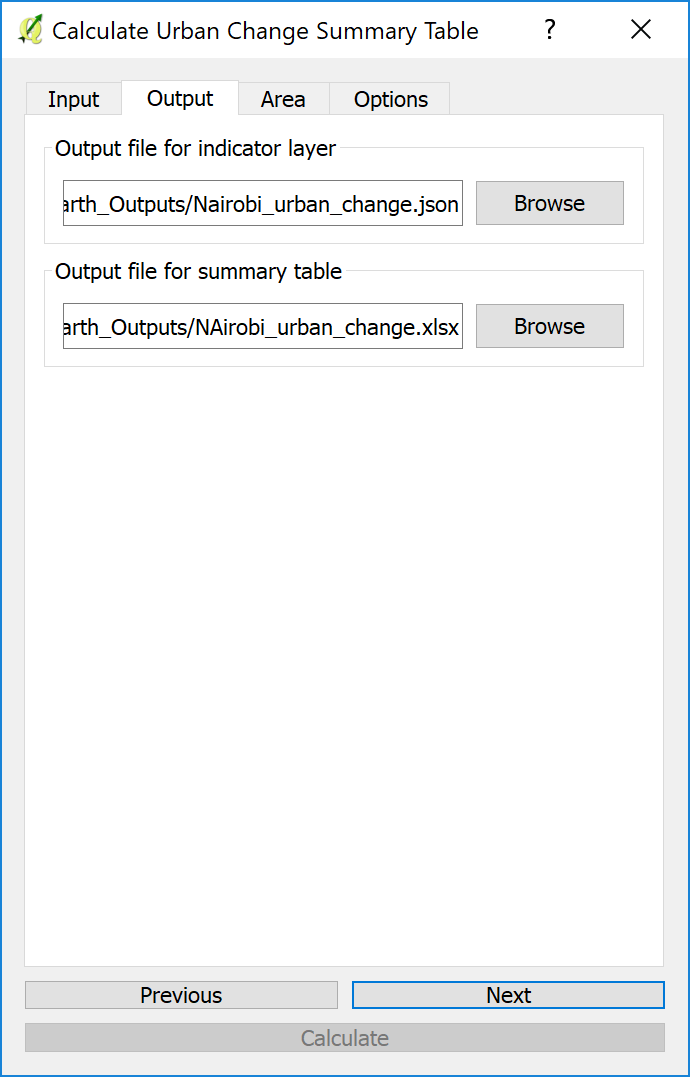 Calculate Urban Change Summary Table ?
Input Output Area Options
Output file for indicator layer
arth_Outputs/Nairobi_urban_change.json Browse
Output file for summary table
arth_Outputs/NAirobi_urban_change.xlsx Browse
Previous Next
Calculate